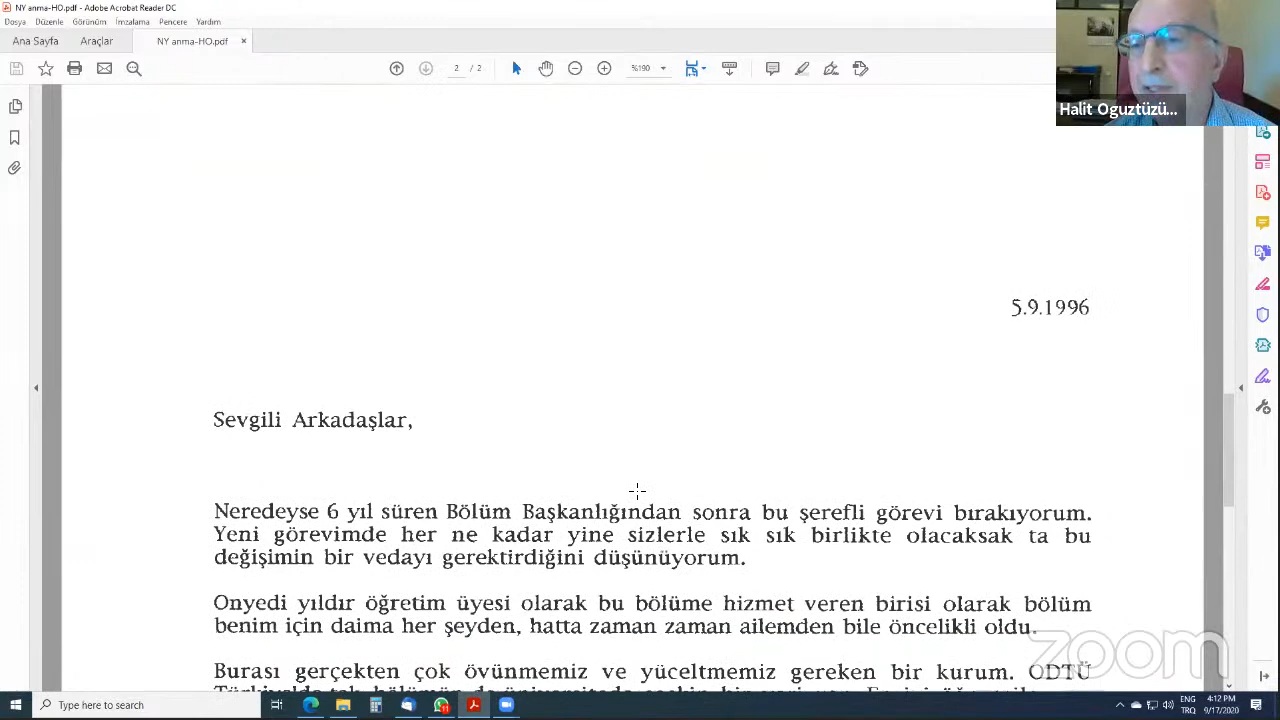 NY anma-HO.pdf - Adobe Acrobat Reader DC
Dosya Düzenle Görünüm İmzalama Pencere Yardım
Ana Sayfa Araçlar NY anma-HO.pdf ×
2 / 2 %190
Halit Oguztüzü...
5.9.1996
Sevgili Arkadaşlar,
Neredeyse 6 yıl süren Bölüm Başkanlığından sonra bu şerefli görevi bırakıyorum.
Yeni görevimde her ne kadar yine sizlerle sık sık birlikte olacaksak ta bu
değişimin bir vedayı gerektirdiğini düşünüyorum.
Onyedi yıldır öğretim üyesi olarak bu bölüme hizmet veren birisi olarak bölüm
benim için daima her şeyden, hatta zaman zaman ailemden bile öncelikli oldu.
Burası gerçekten çok övünmemiz ve yüceltmemiz gereken bir kurum. ODTÜ
zoom
Type here to search
11
ENG
TRQ
4:12 PM
9/17/2020